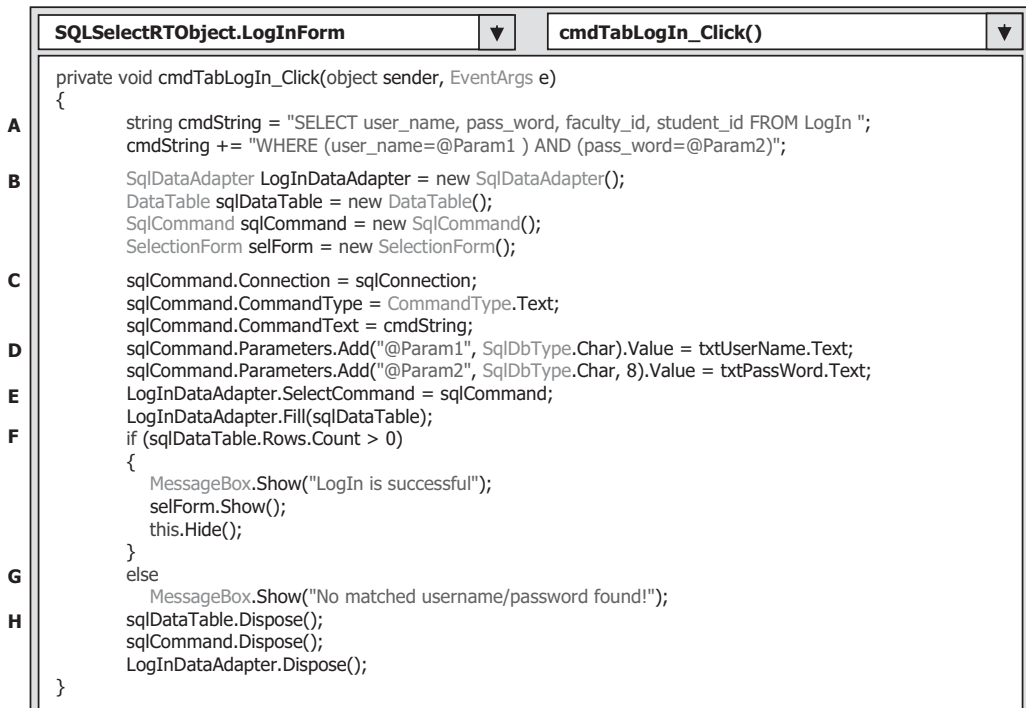 SQLSelectRTObject.LogInForm cmdTabLogIn_Click()
private void cmdTabLogIn_Click(object sender, EventArgs e)
{
A string cmdString = "SELECT user_name, pass_word, faculty_id, student_id FROM LogIn ";
cmdString += "WHERE (user_name=@Param1 ) AND (pass_word=@Param2)";
B SqlDataAdapter LogInDataAdapter = new SqlDataAdapter();
DataTable sqlDataTable = new DataTable();
SqlCommand sqlCommand = new SqlCommand();
SelectionForm selForm = new SelectionForm();
C sqlCommand.Connection = sqlConnection;
sqlCommand.CommandType = CommandType.Text;
sqlCommand.CommandText = cmdString;
D sqlCommand.Parameters.Add("@Param1", SqlDbType.Char).Value = txtUserName.Text;
sqlCommand.Parameters.Add("@Param2", SqlDbType.Char, 8).Value = txtPassWord.Text;
E LogInDataAdapter.SelectCommand = sqlCommand;
LogInDataAdapter.Fill(sqlDataTable);
F if (sqlDataTable.Rows.Count > 0)
{
MessageBox.Show("LogIn is successful");
selForm.Show();
this.Hide();
}
G else
MessageBox.Show("No matched username/password found!");
H sqlDataTable.Dispose();
sqlCommand.Dispose();
LogInDataAdapter.Dispose();
}